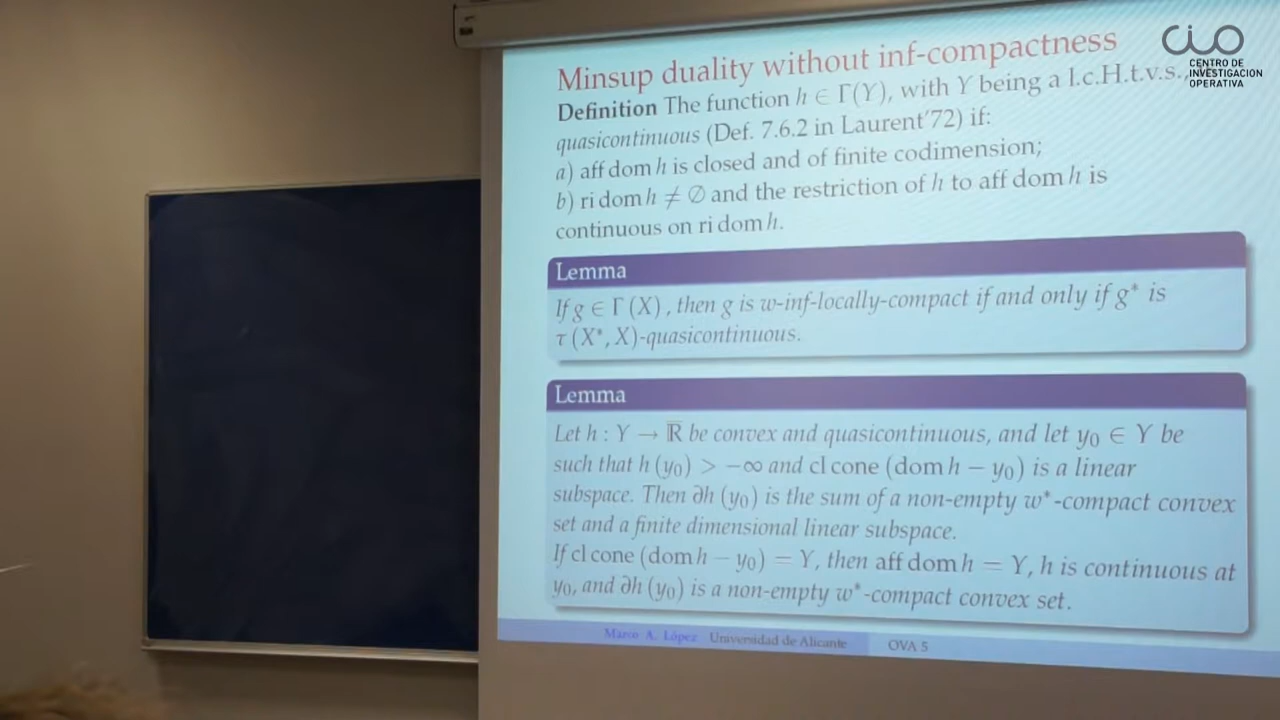 Minsup duality without inf-compactness
CIO
CENTRO DE
INVESTIGACION
OPERATIVA
Definition The function h ∈ Γ(Y), with Y being a l.c.H.t.v.s.,
quasicontinuous (Def. 7.6.2 in Laurent'72) if:
a) aff dom h is closed and of finite codimension;
b) ri dom h ≠ ∅ and the restriction of h to aff dom h is
continuous on ri dom h.
Lemma
If g ∈ Γ (X), then g is w-inf-locally-compact if and only if g* is
τ (X*, X)-quasicontinuous.
Lemma
Let h : Y → ℝ̅ be convex and quasicontinuous, and let y₀ ∈ Y be
such that h (y₀) > −∞ and cl cone (dom h − y₀) is a linear
subspace. Then ∂h (y₀) is the sum of a non-empty w*-compact convex
set and a finite dimensional linear subspace.
If cl cone (dom h − y₀) = Y, then aff dom h = Y, h is continuous at
y₀, and ∂h (y₀) is a non-empty w*-compact convex set.
Marco A. López Universidad de Alicante OVA 5